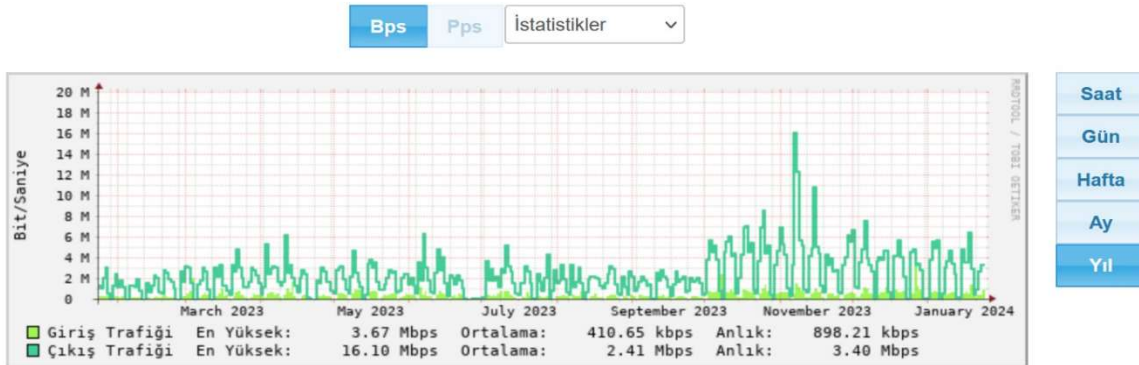 Bps Pps İstatistikler
20 M
18 M
16 M
14 M
12 M
10 M
8 M
6 M
4 M
2 M
0
Bit/Saniye
March 2023 May 2023 July 2023 September 2023 November 2023 January 2024
Giriş Trafiği En Yüksek: 3.67 Mbps Ortalama: 410.65 kbps Anlık: 898.21 kbps
Çıkış Trafiği En Yüksek: 16.10 Mbps Ortalama: 2.41 Mbps Anlık: 3.40 Mbps
RRDTOOL / TOBI OETIKER
Saat
Gün
Hafta
Ay
Yıl